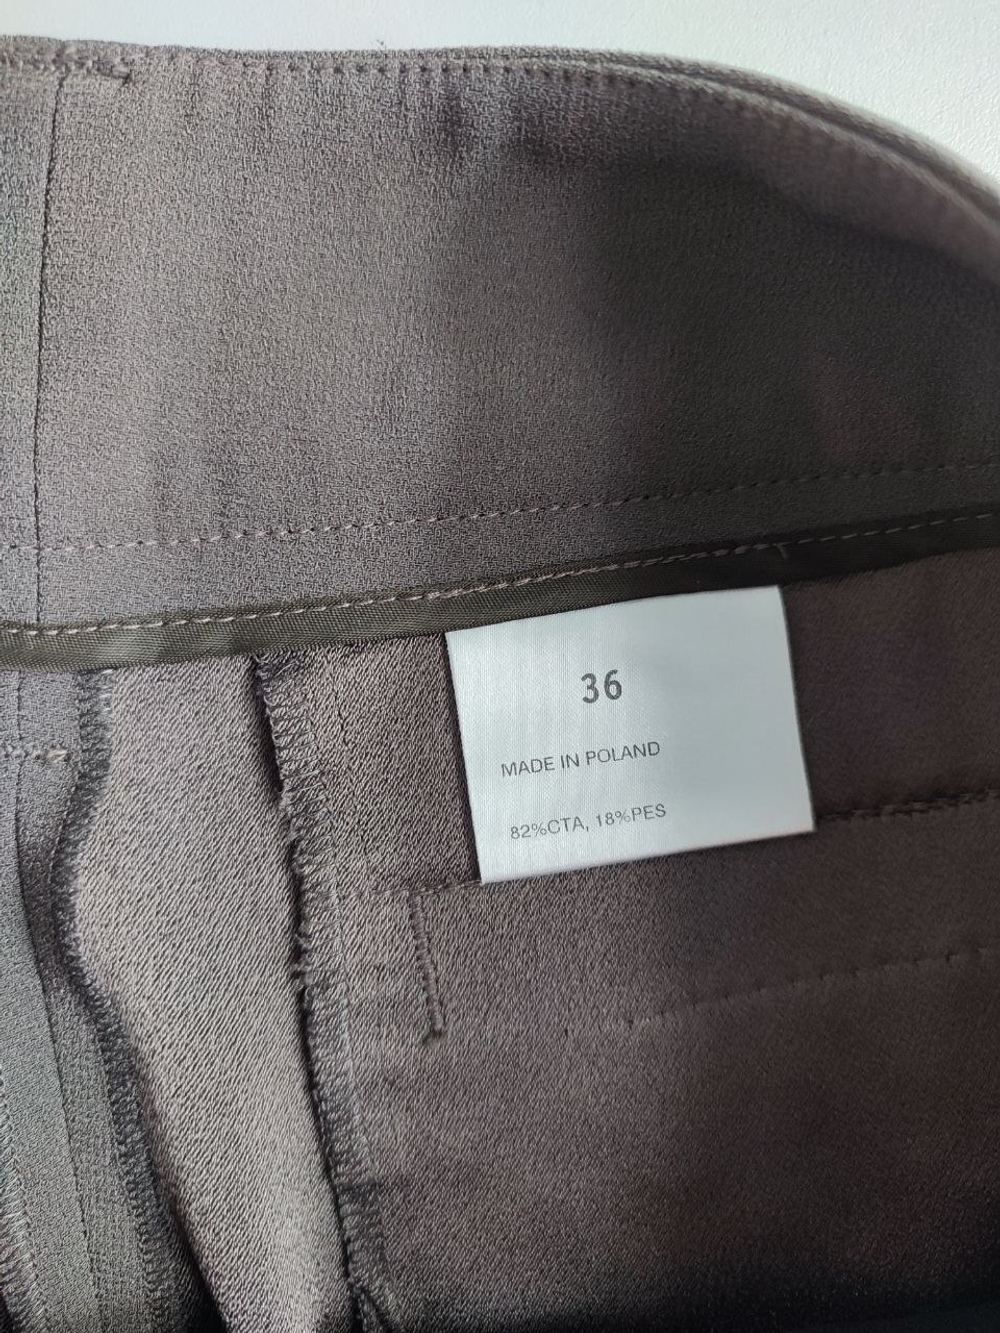 36
MADE IN POLAND
82%CTA, 18%PES